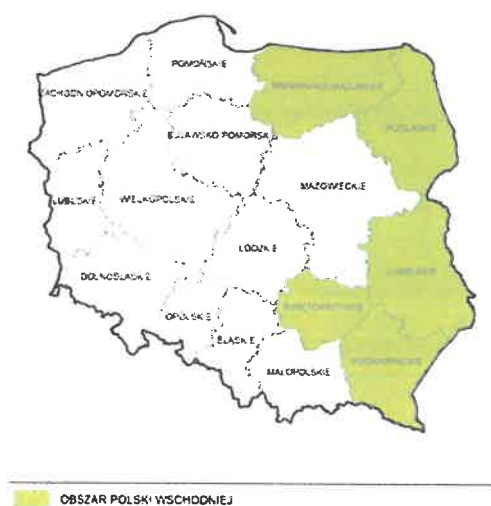 POMORSKIE
WARMIŃSKO-MAZURSKIE
ZACHODNIOPOMORSKIE
PODLASKIE
KUJAWSKO-POMORSKIE
LUBUSKIE
WIELKOPOLSKIE
MAZOWIECKIE
ŁÓDZKIE
LUBELSKIE
DOLNOŚLĄSKIE
ŚWIĘTOKRZYSKIE
OPOLSKIE
ŚLĄSKIE
PODKARPACKIE
MAŁOPOLSKIE
OBSZAR POLSKI WSCHODNIEJ